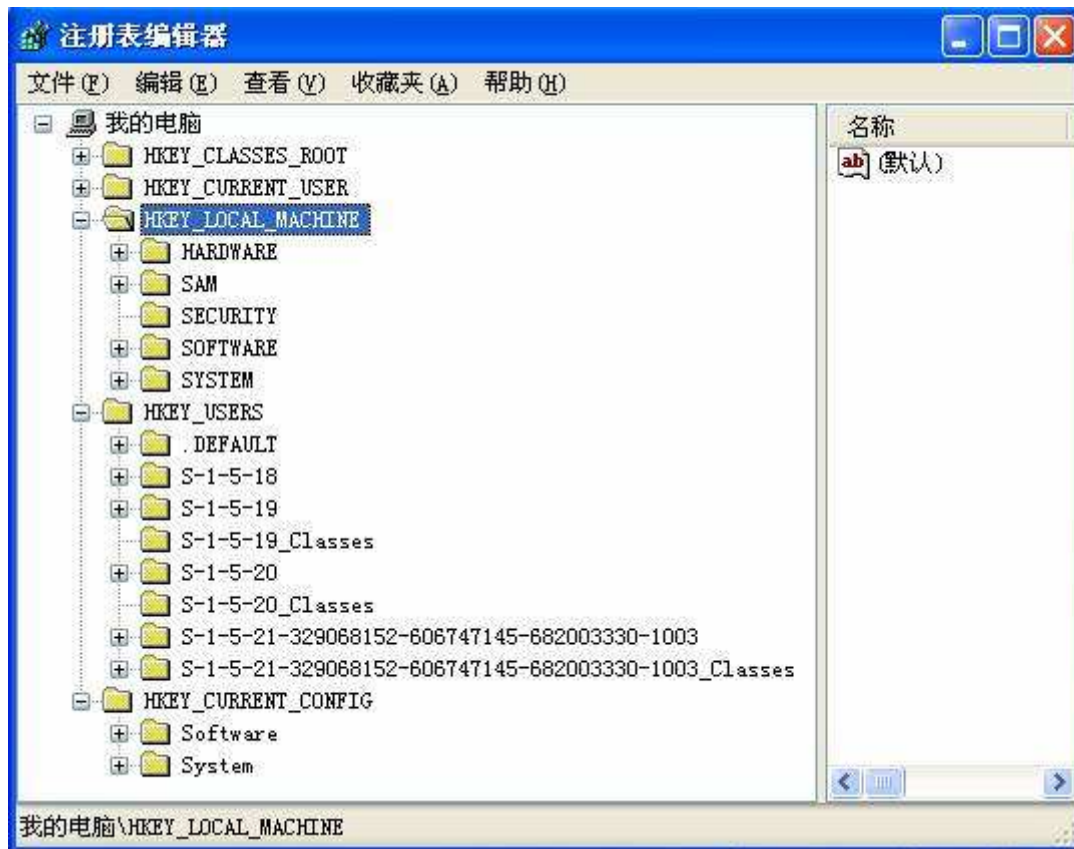 注册表编辑器
文件(F) 编辑(E) 查看(V) 收藏夹(A) 帮助(H)
我的电脑
HKEY_CLASSES_ROOT
HKEY_CURRENT_USER
HKEY_LOCAL_MACHINE
HARDWARE
SAM
SECURITY
SOFTWARE
SYSTEM
HKEY_USERS
.DEFAULT
S-1-5-18
S-1-5-19
S-1-5-19_Classes
S-1-5-20
S-1-5-20_Classes
S-1-5-21-329068152-606747145-682003330-1003
S-1-5-21-329068152-606747145-682003330-1003_Classes
HKEY_CURRENT_CONFIG
Software
System
名称
ab (默认)
我的电脑\HKEY_LOCAL_MACHINE